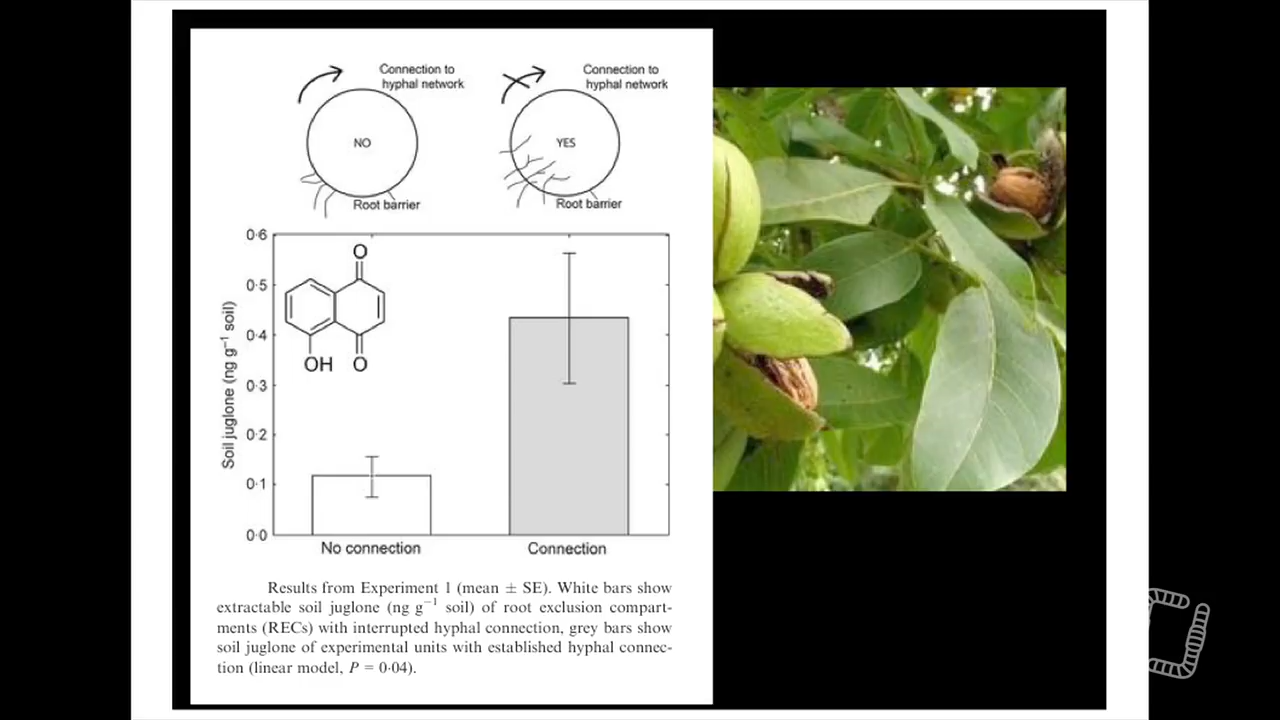 Connection to
hyphal network
NO
Root barrier
Connection to
hyphal network
YES
Root barrier
Soil juglone (ng g⁻¹ soil)
0·6
0·5
0·4
0·3
0·2
0·1
0·0
O
OH
O
No connection
Connection
Results from Experiment 1 (mean ± SE). White bars show
extractable soil juglone (ng g⁻¹ soil) of root exclusion compart-
ments (RECs) with interrupted hyphal connection, grey bars show
soil juglone of experimental units with established hyphal connec-
tion (linear model, P = 0·04).